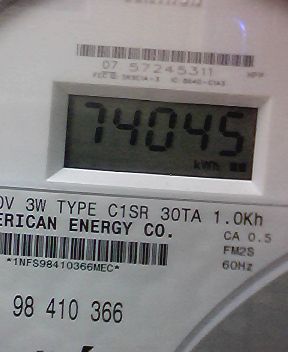 07 57245311
74045
kWh
0V 3W TYPE C1SR 30TA 1.0Kh
ERICAN ENERGY CO.
CA 0.5
FM2S
60Hz
*1NFS98410366MEC*
98 410 366